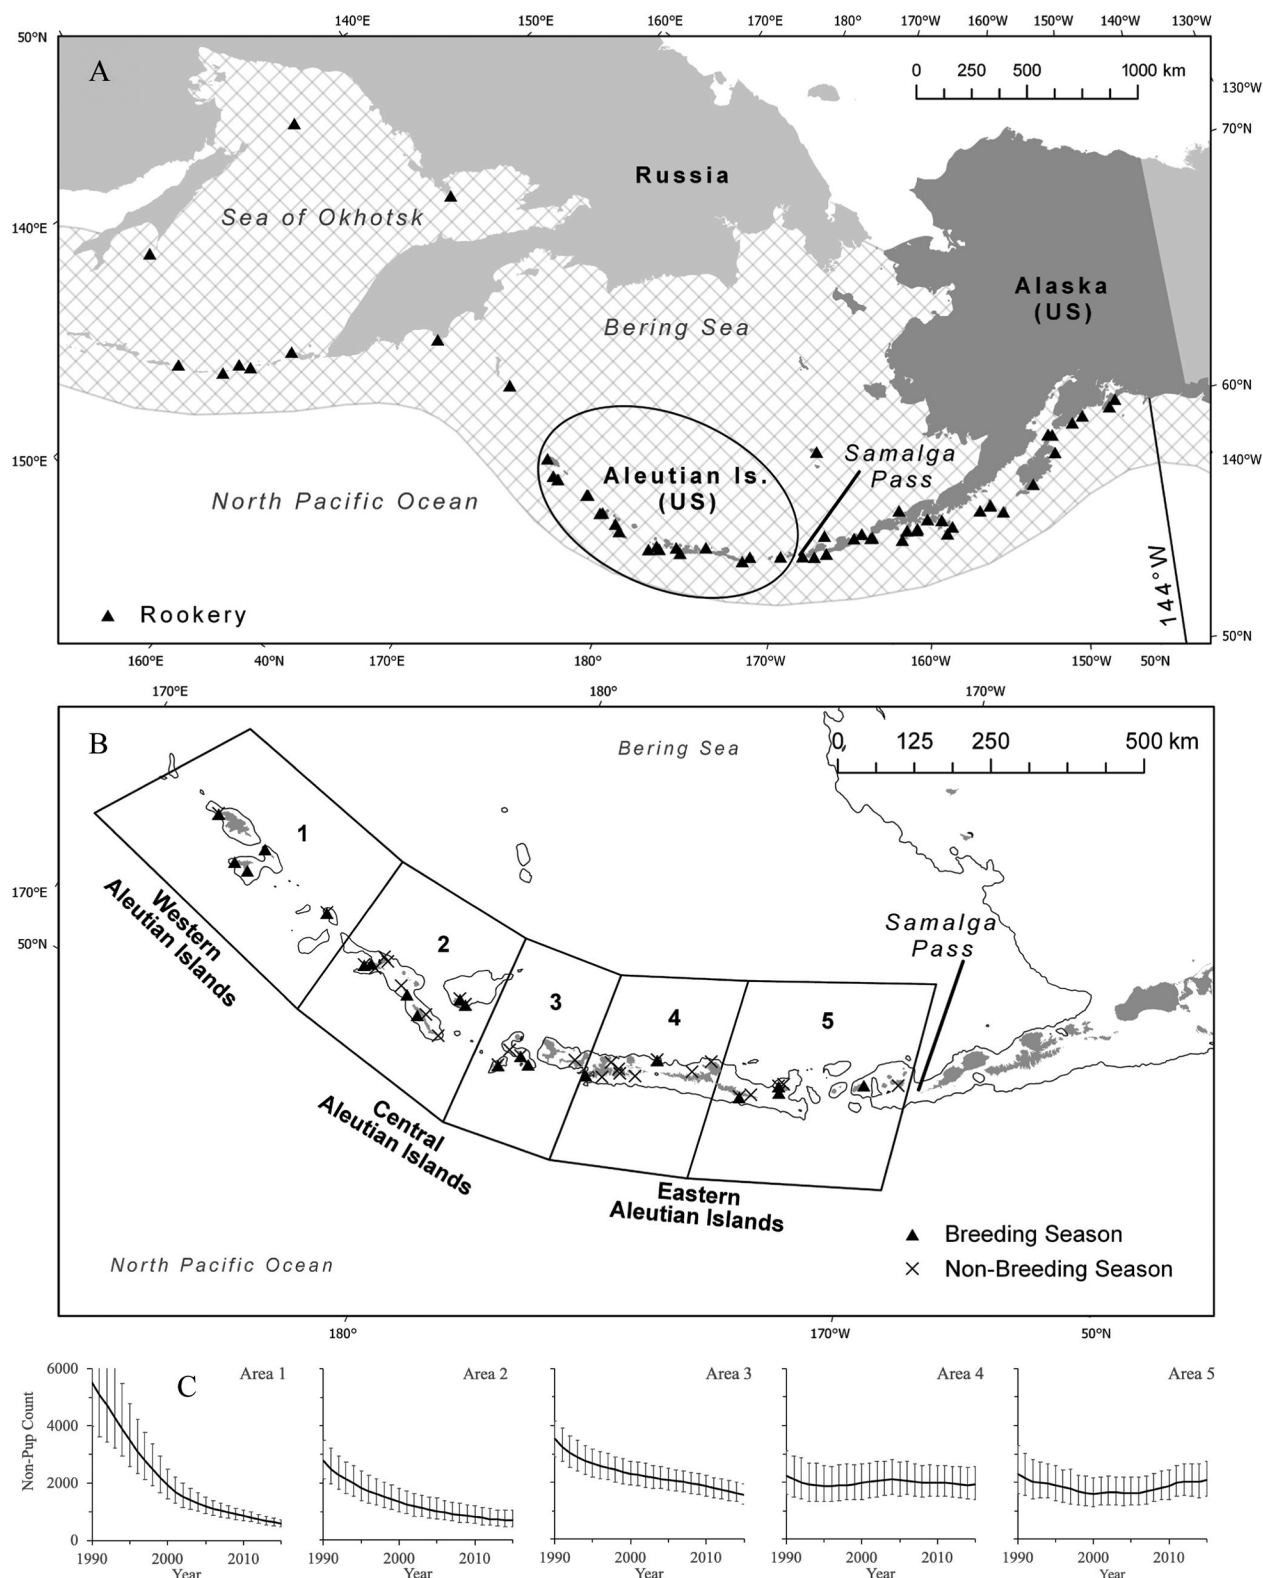 140°E 150°E 160°E 170°E 180° 170°W 160°W 150°W 140°W 130°W
50°N
A
0 250 500 1000 km
130°W
70°N
Russia
Sea of Okhotsk
140°E
Alaska
(US)
Bering Sea
60°N
Samalga
Pass
150°E
140°W
Aleutian Is.
(US)
North Pacific Ocean
144°W
Rookery
50°N
160°E 40°N 170°E 180° 170°W 160°W 150°W 50°N
170°E 180° 170°W
B
Bering Sea
0 125 250 500 km
1
170°E
Western
Aleutian Islands
Samalga
Pass
50°N
2
3
4
5
Central
Aleutian Islands
Eastern
Aleutian Islands
Breeding Season
North Pacific Ocean
Non-Breeding Season
180° 170°W 50°N
C
Area 1
Area 2
Area 3
Area 4
Area 5
Non-Pup Count
6000
4000
2000
0
1990 2000 2010
Year
1990 2000 2010
Year
1990 2000 2010
Year
1990 2000 2010
Year
1990 2000 2010
Year